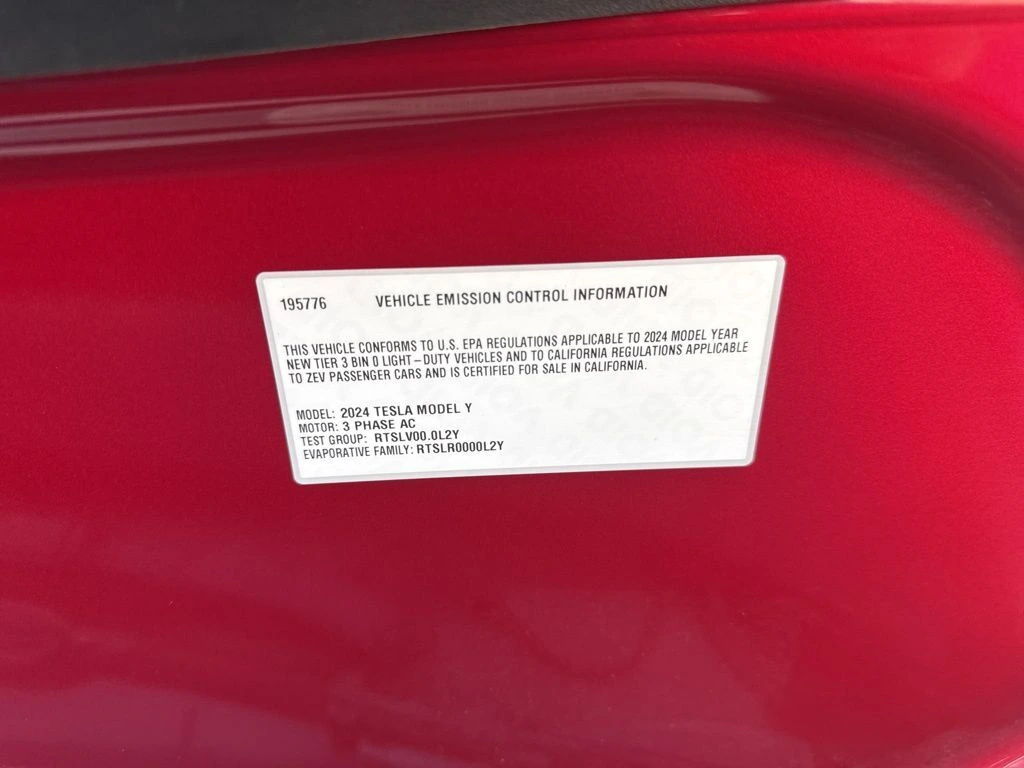 195776 VEHICLE EMISSION CONTROL INFORMATION
THIS VEHICLE CONFORMS TO U.S. EPA REGULATIONS APPLICABLE TO 2024 MODEL YEAR
NEW TIER 3 BIN 0 LIGHT–DUTY VEHICLES AND TO CALIFORNIA REGULATIONS APPLICABLE
TO ZEV PASSENGER CARS AND IS CERTIFIED FOR SALE IN CALIFORNIA.
MODEL: 2024 TESLA MODEL Y
MOTOR: 3 PHASE AC
TEST GROUP: RTSLV00.0L2Y
EVAPORATIVE FAMILY: RTSLR0000L2Y